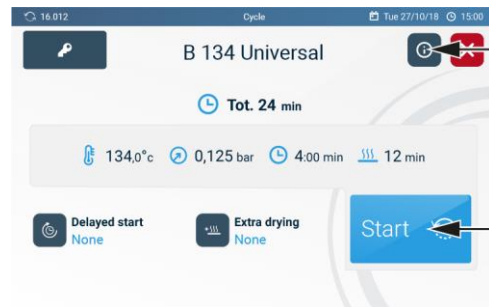 16.012 Cycle Tue 27/10/18 15:00
B 134 Universal
Tot. 24 min
134,0°c 0,125 bar 4:00 min 12 min
Delayed start
None
Extra drying
None
Start